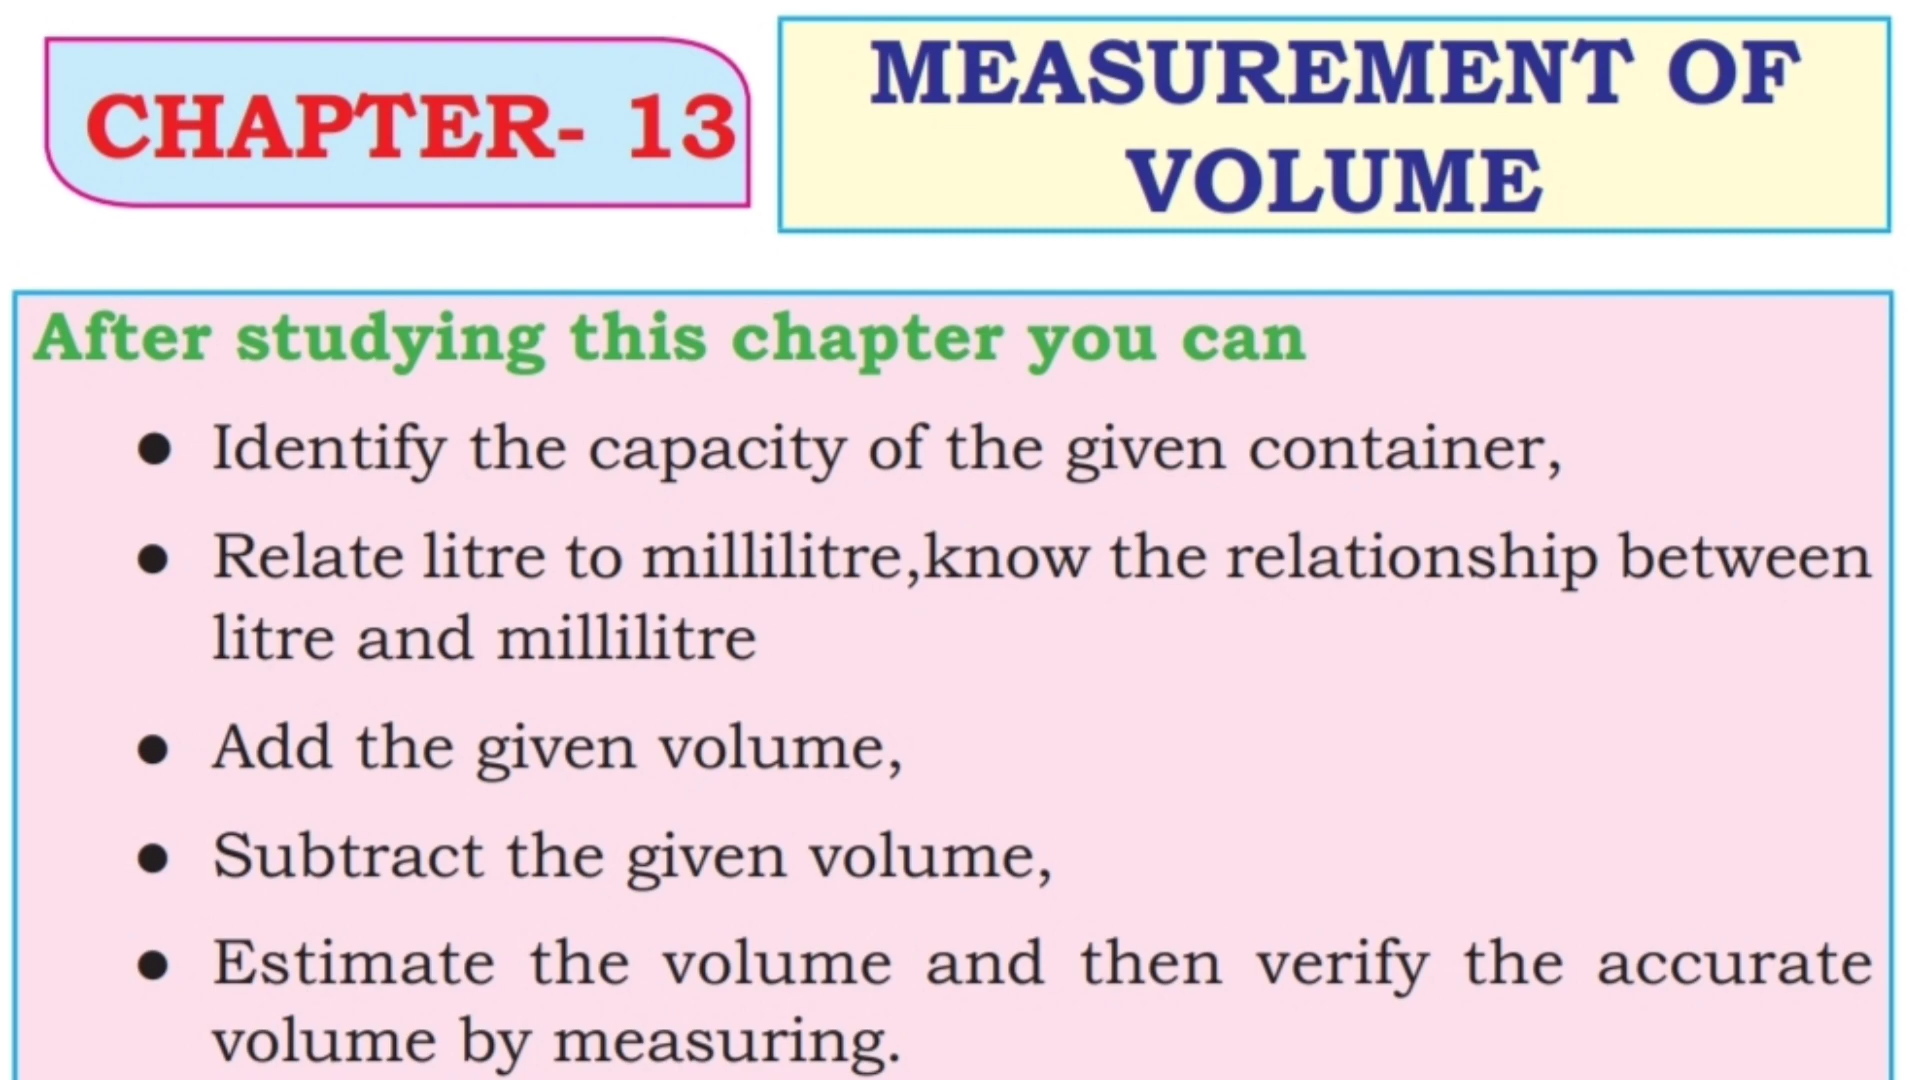 CHAPTER- 13
MEASUREMENT OF
VOLUME
After studying this chapter you can
● Identify the capacity of the given container,
● Relate litre to millilitre,know the relationship between
litre and millilitre
● Add the given volume,
● Subtract the given volume,
● Estimate the volume and then verify the accurate
volume by measuring.